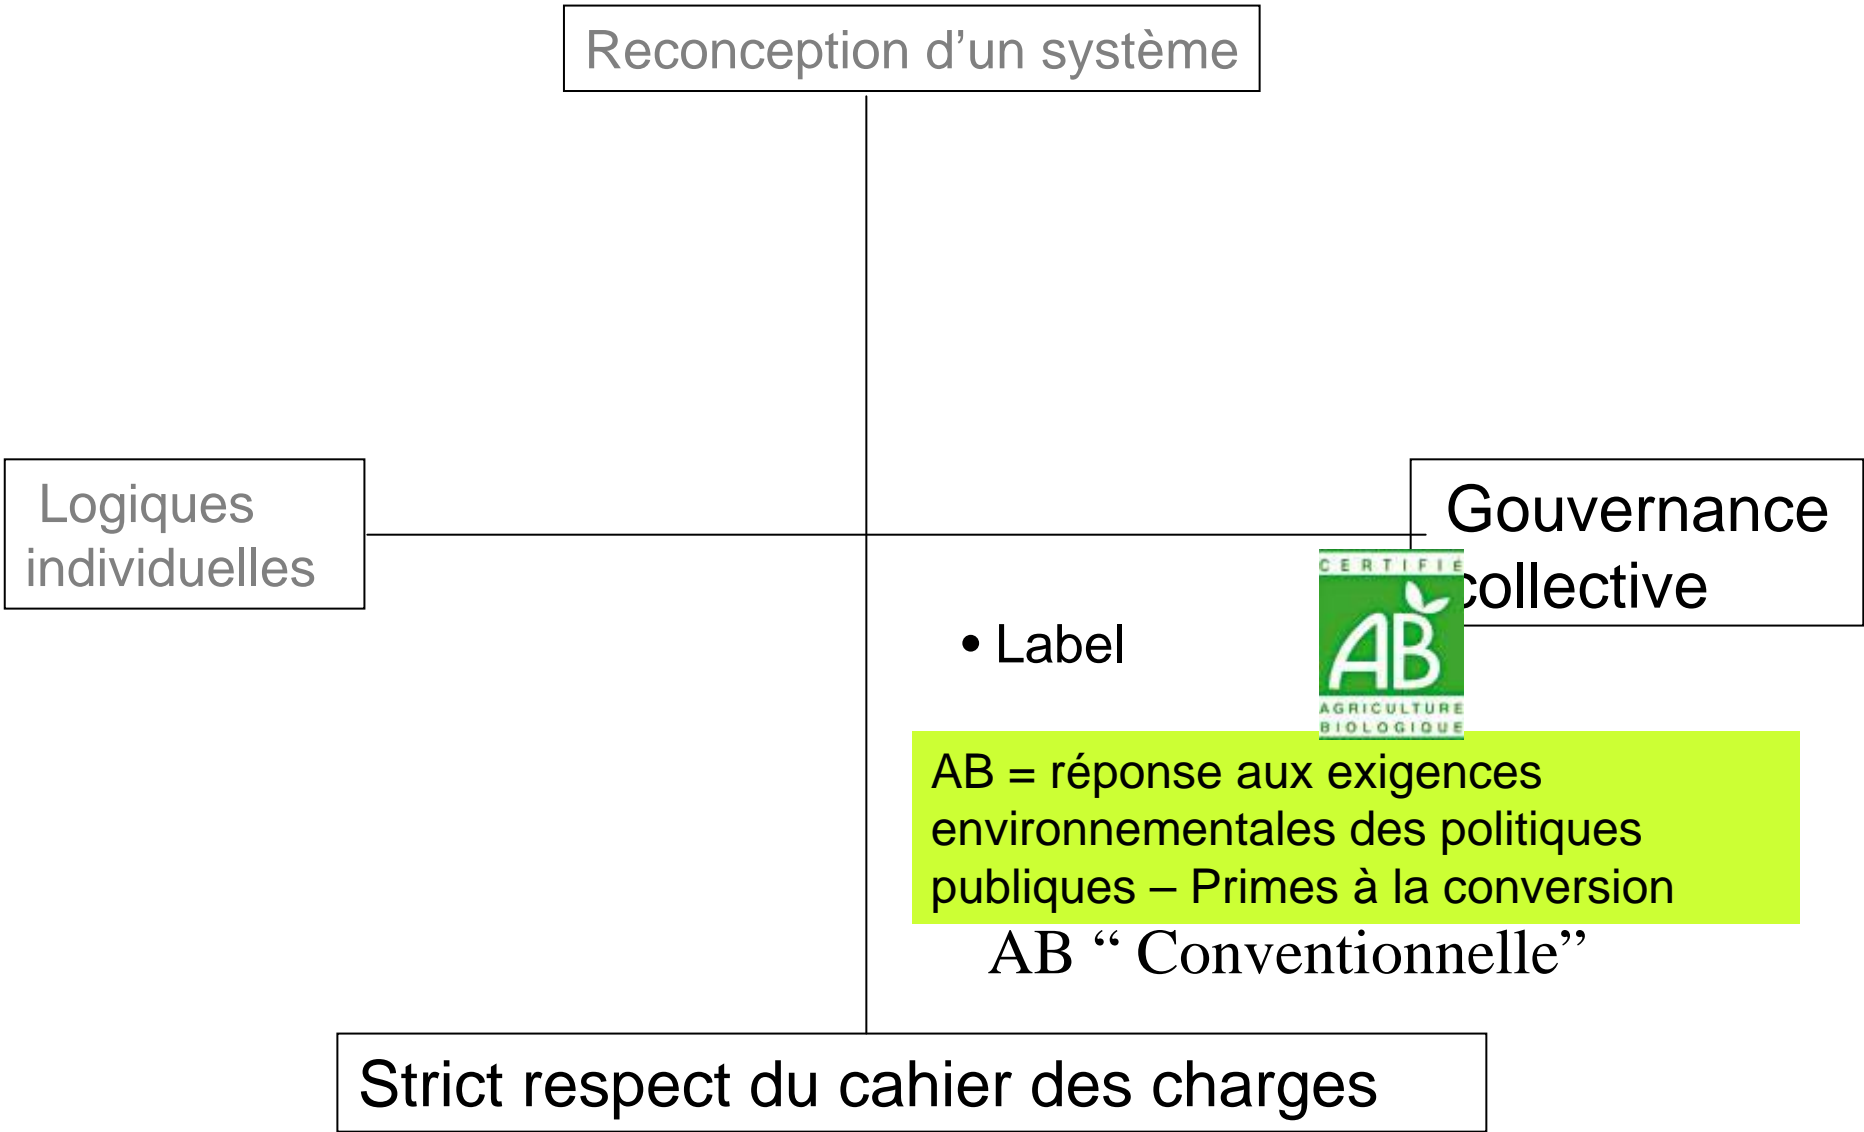 Reconception d’un système
Logiques
individuelles
Gouvernance
collective
• Label
CERTIFIÉ
AB
AGRICULTURE
BIOLOGIQUE
AB = réponse aux exigences
environnementales des politiques
publiques – Primes à la conversion
AB “ Conventionnelle”
Strict respect du cahier des charges